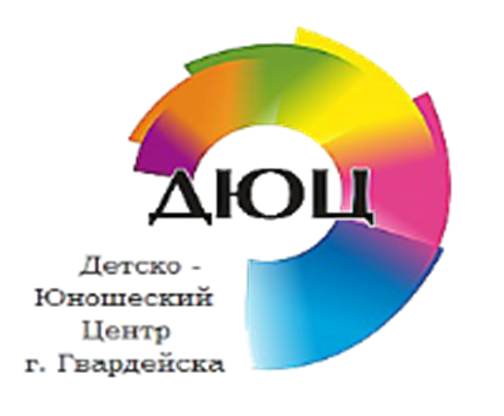 ДЮЦ
Детско -
Юношеский
Центр
г. Гвардейска